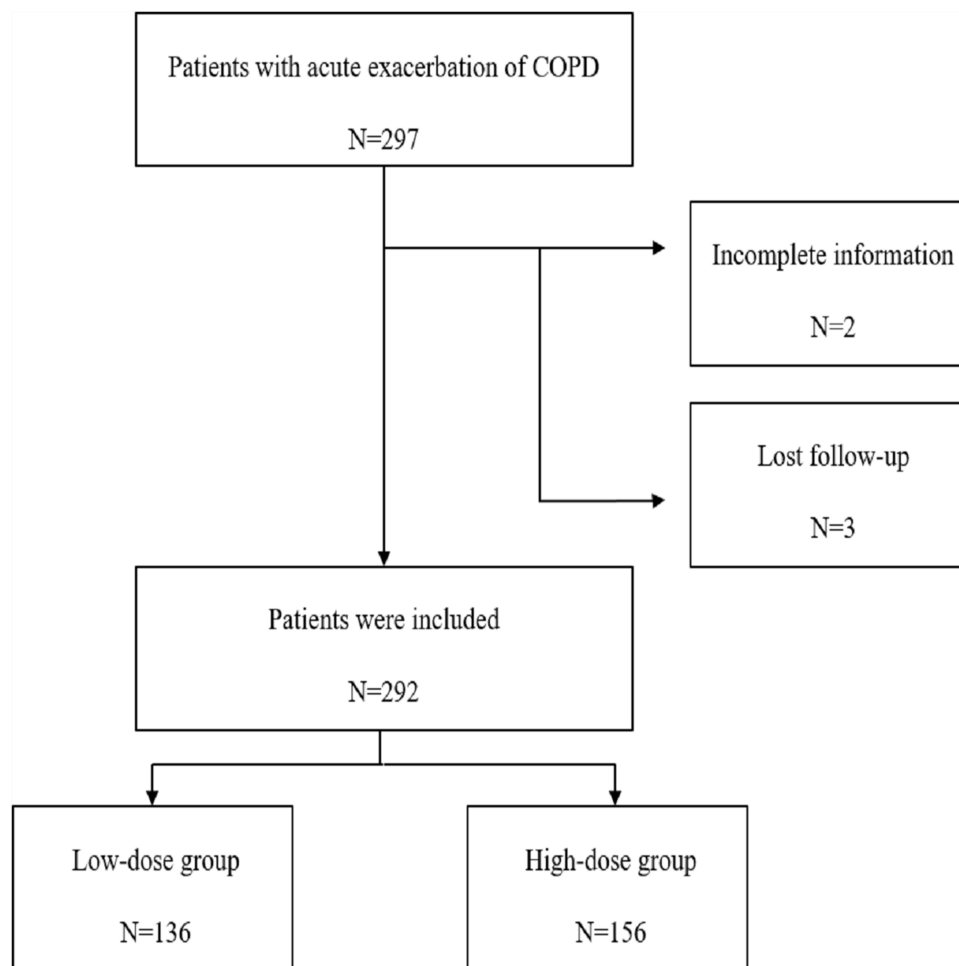 Patients with acute exacerbation of COPD
N=297
Incomplete information
N=2
Lost follow-up
N=3
Patients were included
N=292
Low-dose group
N=136
High-dose group
N=156